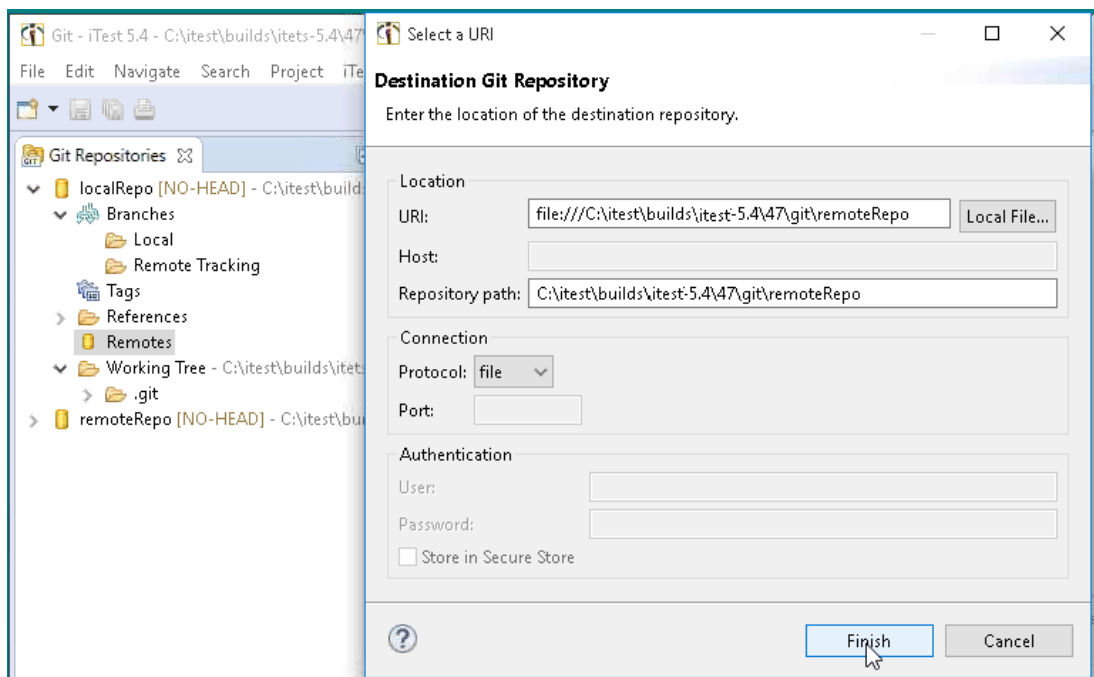 Git - iTest 5.4 - C:\itest\builds\itets-5.4\47
File Edit Navigate Search Project iTe
Git Repositories
localRepo [NO-HEAD] - C:\itest\build
Branches
Local
Remote Tracking
Tags
References
Remotes
Working Tree - C:\itest\builds\itet
.git
remoteRepo [NO-HEAD] - C:\itest\bui
Select a URI
Destination Git Repository
Enter the location of the destination repository.
Location
URI: file:///C:\itest\builds\itest-5.4\47\git\remoteRepo Local File...
Host:
Repository path: C:\itest\builds\itest-5.4\47\git\remoteRepo
Connection
Protocol: file
Port:
Authentication
User:
Password:
Store in Secure Store
Finish Cancel